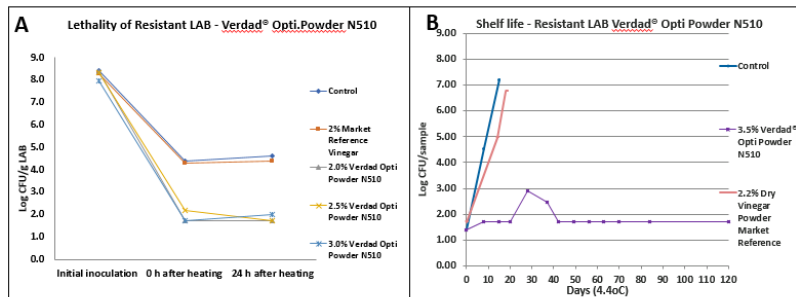 A
Lethality of Resistant LAB - Verdad® Opti.Powder N510
Log CFU/g LAB
9.0
8.0
7.0
6.0
5.0
4.0
3.0
2.0
1.0
0.0
Initial inoculation 0 h after heating 24 h after heating
Control
2% Market
Reference
Vinegar
2.0% Verdad Opti
Powder N510
2.5% Verdad Opti
Powder N510
3.0% Verdad Opti
Powder N510
B
Shelf life - Resistant LAB Verdad® Opti Powder N510
Log CFU/sample
9.00
8.00
7.00
6.00
5.00
4.00
3.00
2.00
1.00
0.00
0 10 20 30 40 50 60 70 80 90 100 110 120
Days (4.4oC)
Control
3.5% Verdad®
Opti Powder
N510
2.2% Dry
Vinegar
Powder
Market
Reference